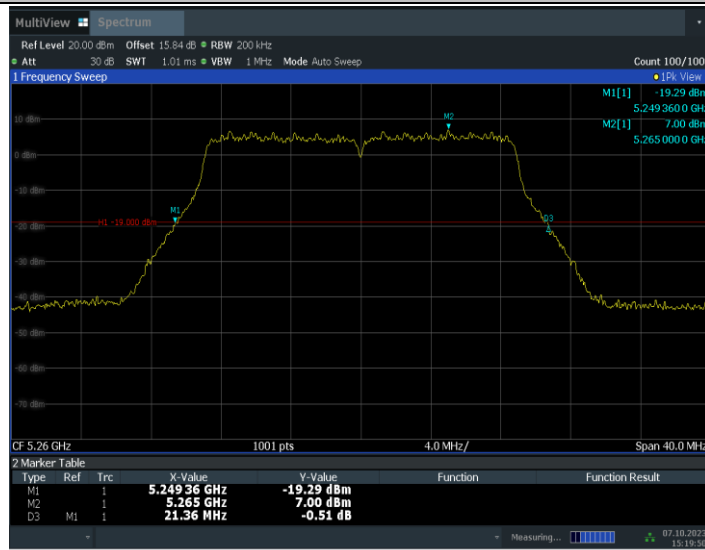 MultiView Spectrum
Ref Level 20.00 dBm Offset 15.84 dB RBW 200 kHz
Att 30 dB SWT 1.01 ms VBW 1 MHz Mode Auto Sweep Count 100/100
1 Frequency Sweep 1Pk View
M1[1] -19.29 dBm
5.249 360 0 GHz
M2[1] 7.00 dBm
5.265 000 0 GHz
M2
10 dBm
0 dBm
-10 dBm
M1
H1 -19.000 dBm
D3
-20 dBm
-30 dBm
-40 dBm
-50 dBm
-60 dBm
-70 dBm
CF 5.26 GHz 1001 pts 4.0 MHz/ Span 40.0 MHz
2 Marker Table
Type Ref Trc X-Value Y-Value Function Function Result
M1 1 5.249 36 GHz -19.29 dBm
M2 1 5.265 GHz 7.00 dBm
D3 M1 1 21.36 MHz -0.51 dB
Measuring... 07.10.2023
15:19:50